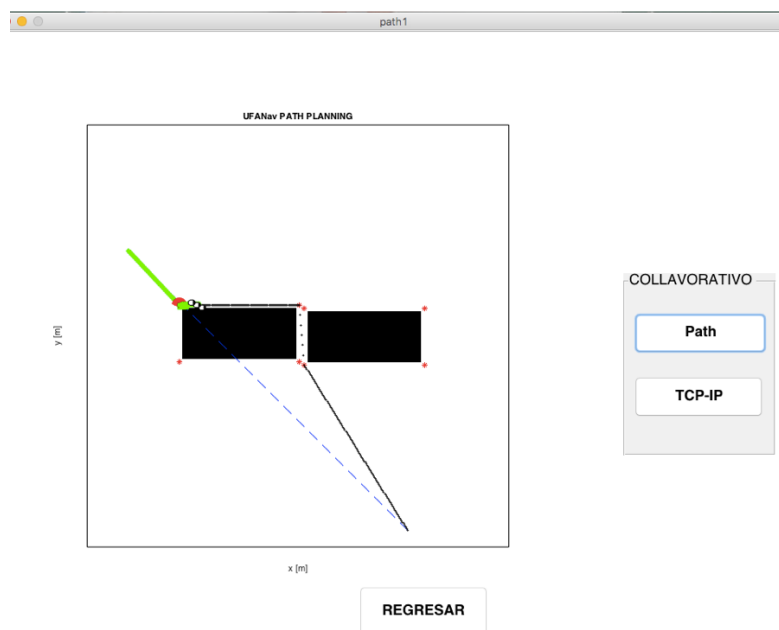 path1
UFANav PATH PLANNING
y [m]
x [m]
COLLAVORATIVO
Path
TCP-IP
REGRESAR